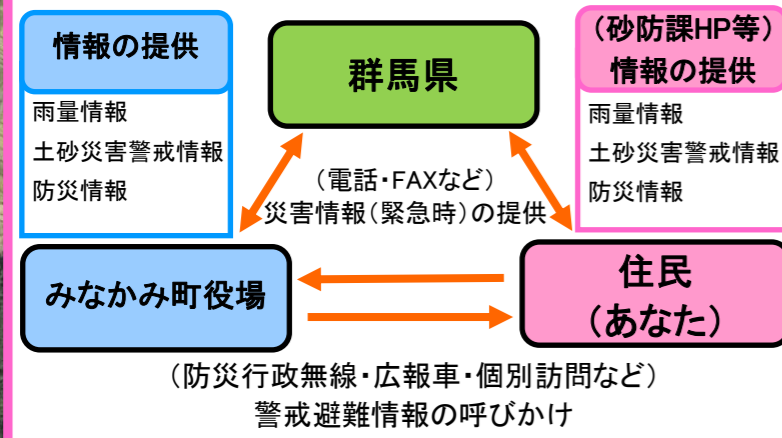 情報の提供
雨量情報
土砂災害警戒情報
防災情報
群馬県
(砂防課HP等)
情報の提供
雨量情報
土砂災害警戒情報
防災情報
(電話・FAXなど)
災害情報(緊急時)の提供
みなかみ町役場
住民
(あなた)
(防災行政無線・広報車・個別訪問など)
警戒避難情報の呼びかけ